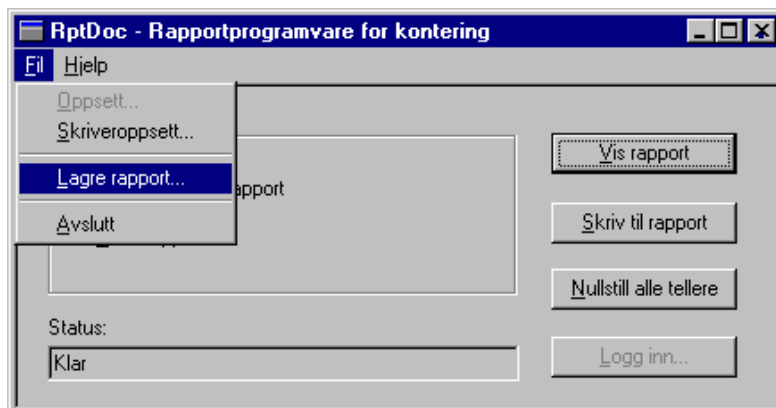 RptDoc - Rapportprogramvare for kontering
Fil Hjelp
Oppsett...
Skriveroppsett...
Lagre rapport...
Avslutt
apport
Vis rapport
Skriv til rapport
Nullstill alle tellere
Logg inn...
Status:
Klar